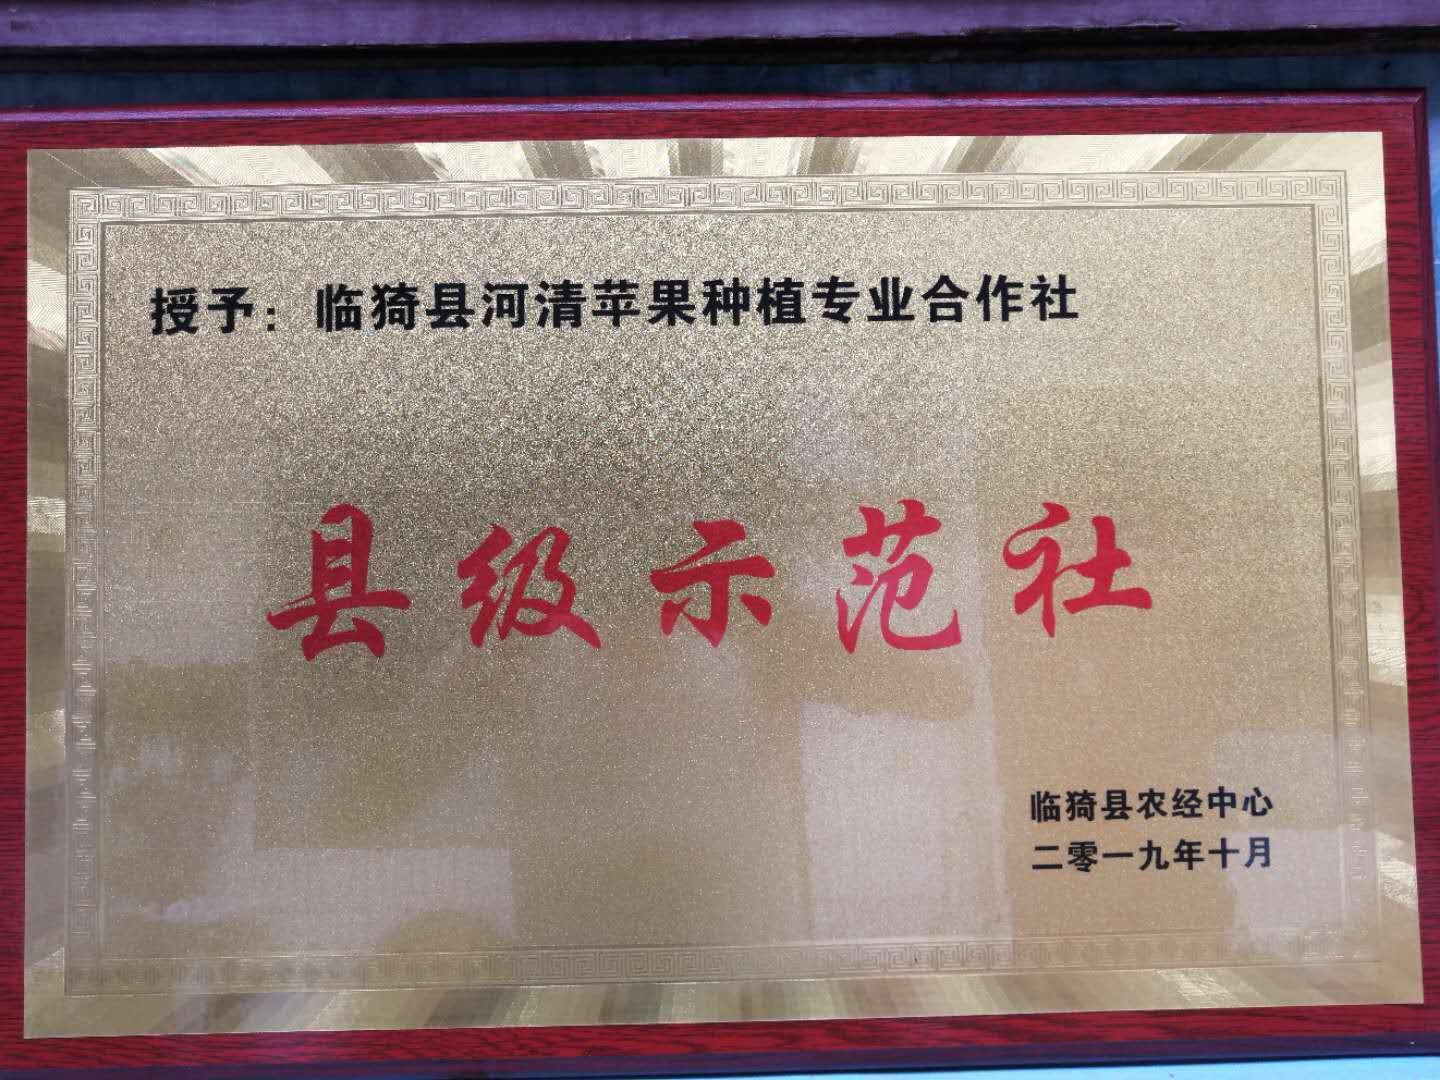 授予：临猗县河清苹果种植专业合作社
县级示范社
临猗县农经中心
二零一九年十月